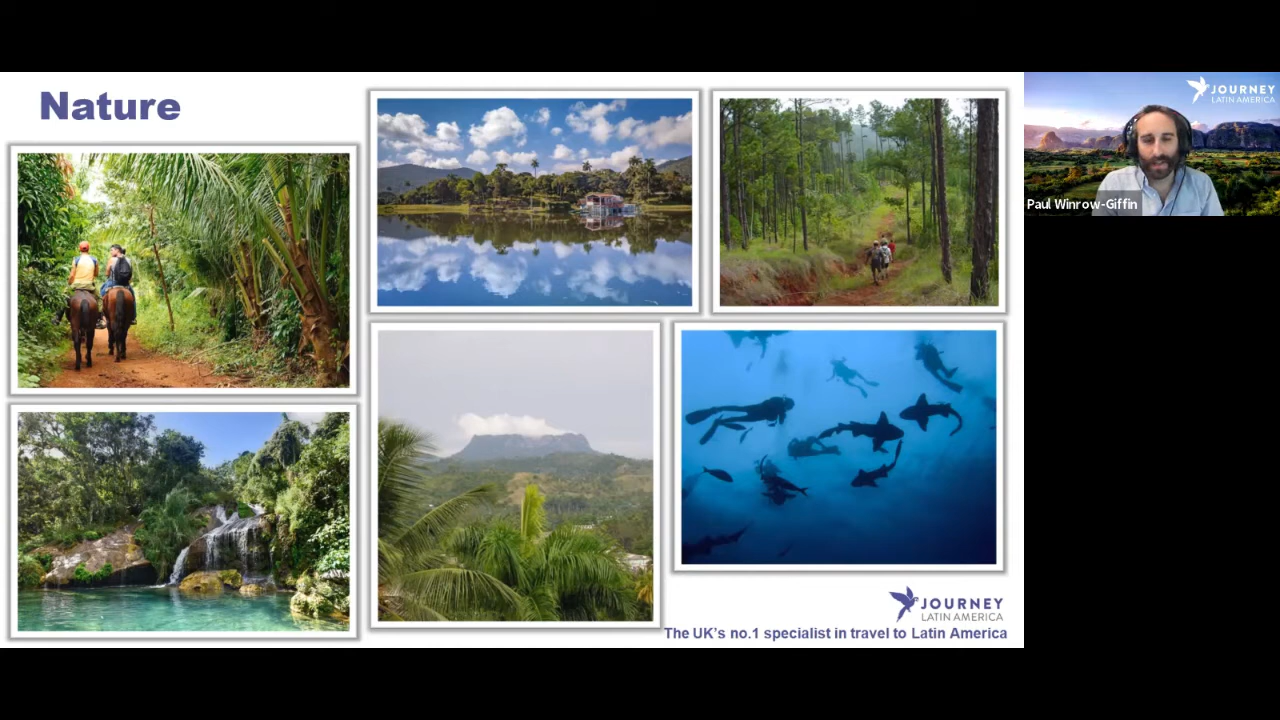 Nature
JOURNEY
LATIN AMERICA
Paul Winrow-Giffin
JOURNEY
LATIN AMERICA
The UK's no.1 specialist in travel to Latin America